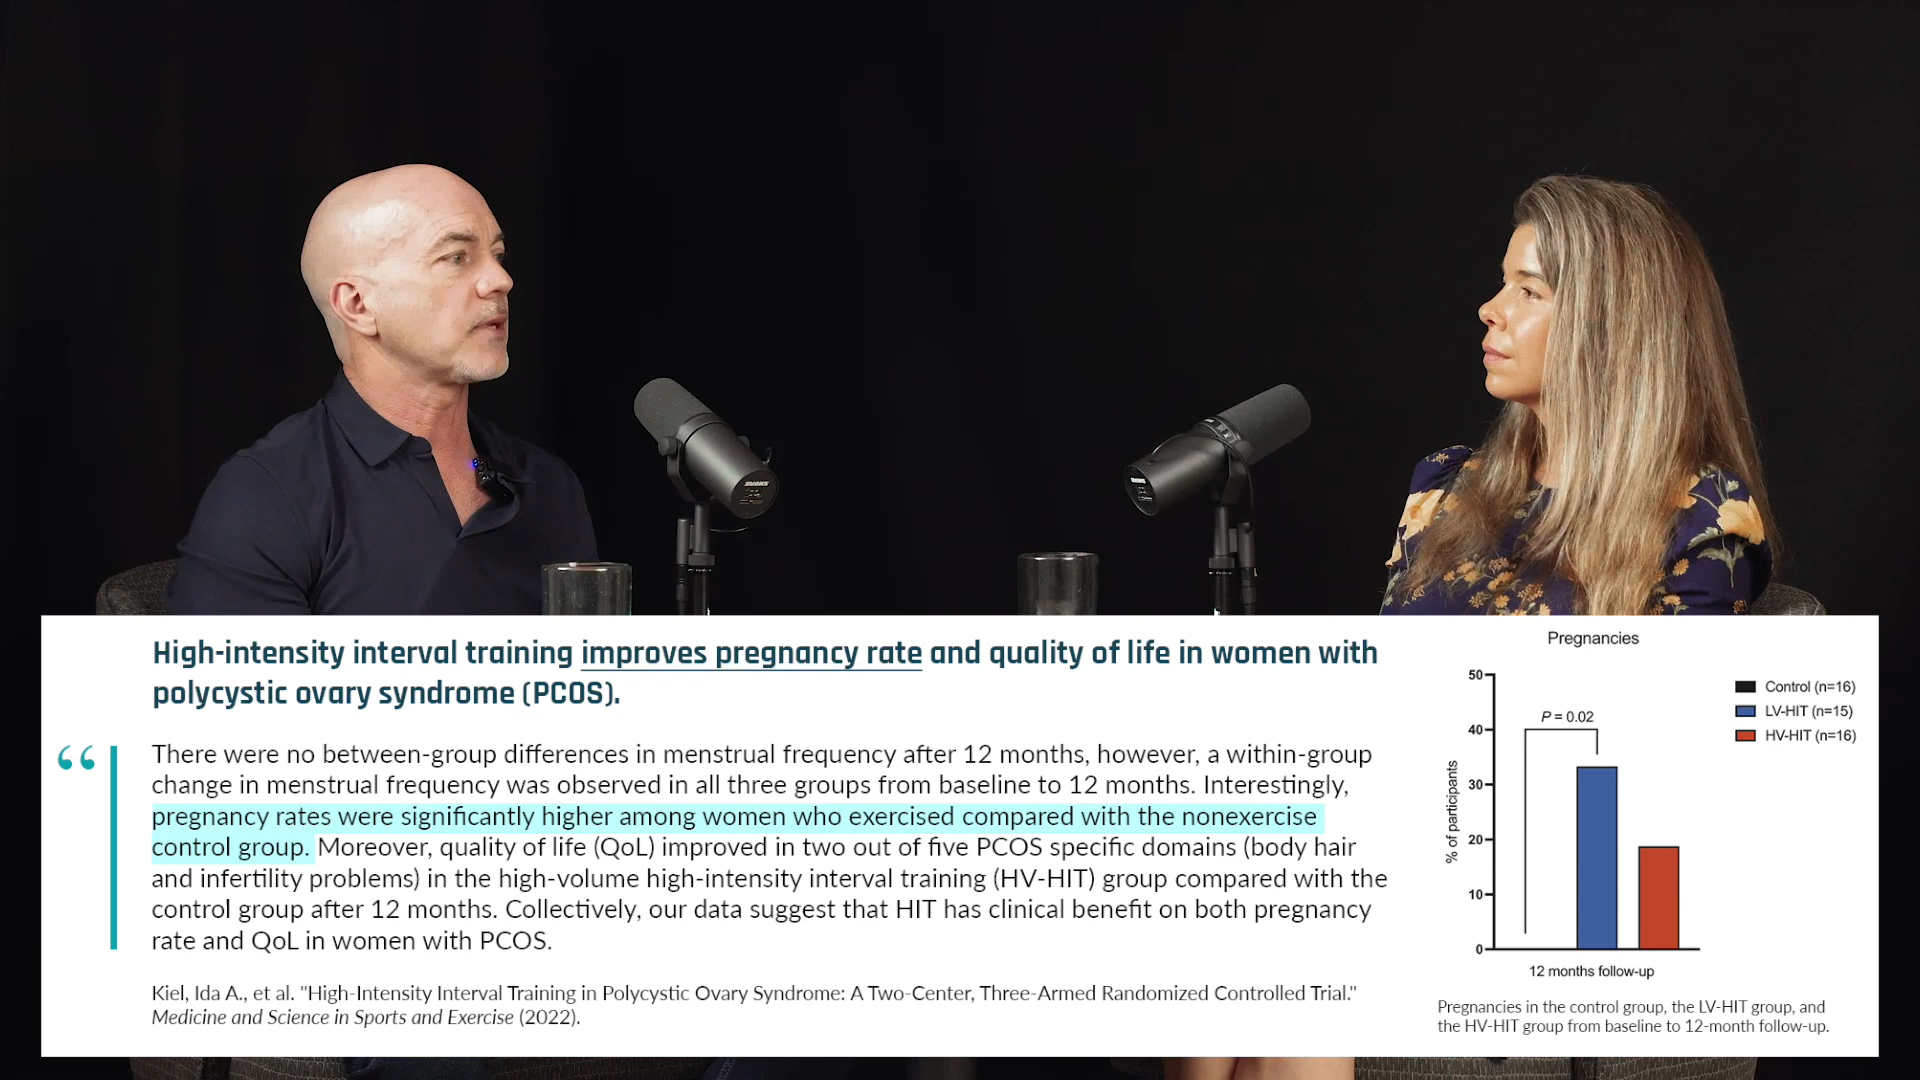 SHURE
SHURE
High-intensity interval training improves pregnancy rate and quality of life in women with
polycystic ovary syndrome (PCOS).
“
There were no between-group differences in menstrual frequency after 12 months, however, a within-group
change in menstrual frequency was observed in all three groups from baseline to 12 months. Interestingly,
pregnancy rates were significantly higher among women who exercised compared with the nonexercise
control group. Moreover, quality of life (QoL) improved in two out of five PCOS specific domains (body hair
and infertility problems) in the high-volume high-intensity interval training (HV-HIT) group compared with the
control group after 12 months. Collectively, our data suggest that HIT has clinical benefit on both pregnancy
rate and QoL in women with PCOS.
Kiel, Ida A., et al. "High-Intensity Interval Training in Polycystic Ovary Syndrome: A Two-Center, Three-Armed Randomized Controlled Trial."
Medicine and Science in Sports and Exercise (2022).
Pregnancies
50
40
30
20
10
0
% of participants
P = 0.02
Control (n=16)
LV-HIT (n=15)
HV-HIT (n=16)
12 months follow-up
Pregnancies in the control group, the LV-HIT group, and
the HV-HIT group from baseline to 12-month follow-up.